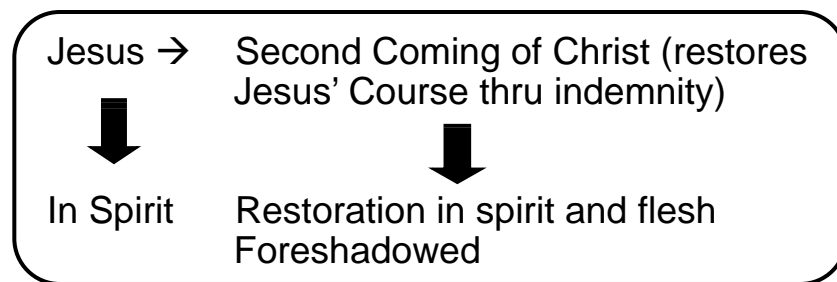 Jesus → Second Coming of Christ (restores
Jesus’ Course thru indemnity)
In Spirit Restoration in spirit and flesh
Foreshadowed